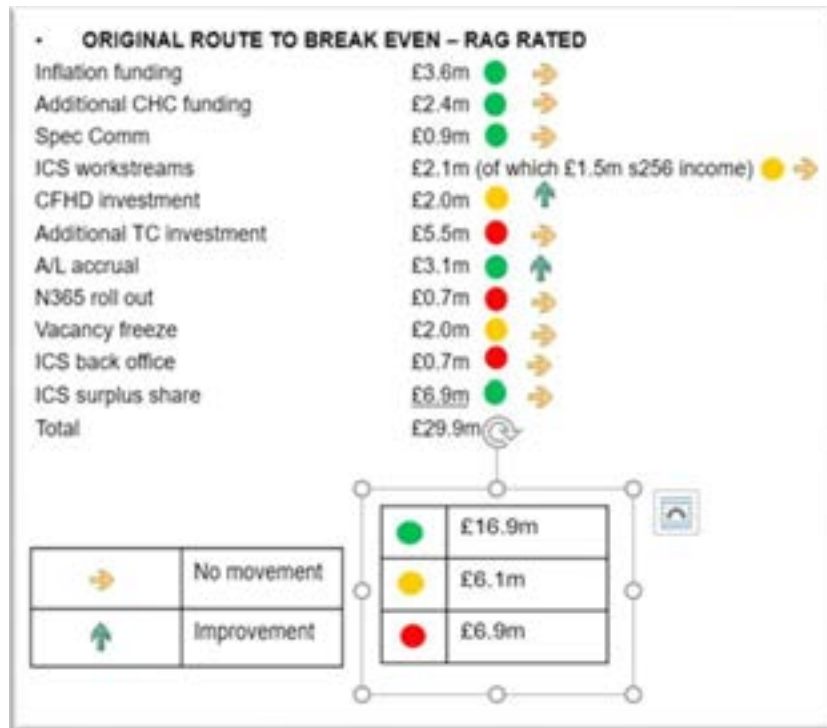 • ORIGINAL ROUTE TO BREAK EVEN – RAG RATED
Inflation funding £3.6m
Additional CHC funding £2.4m
Spec Comm £0.9m
ICS workstreams £2.1m (of which £1.5m s256 income)
CFHD investment £2.0m
Additional TC investment £5.5m
A/L accrual £3.1m
N365 roll out £0.7m
Vacancy freeze £2.0m
ICS back office £0.7m
ICS surplus share £6.9m
Total £29.9m
£16.9m
£6.1m
£6.9m
No movement
Improvement